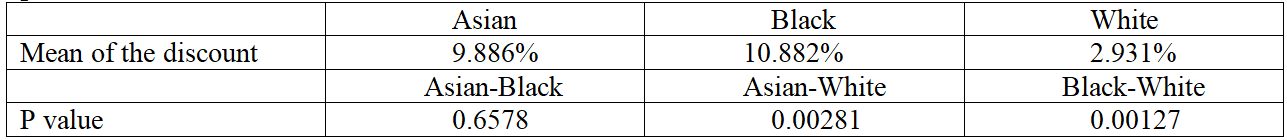 Asian Black White
Mean of the discount 9.886% 10.882% 2.931%
Asian-Black Asian-White Black-White
P value 0.6578 0.00281 0.00127